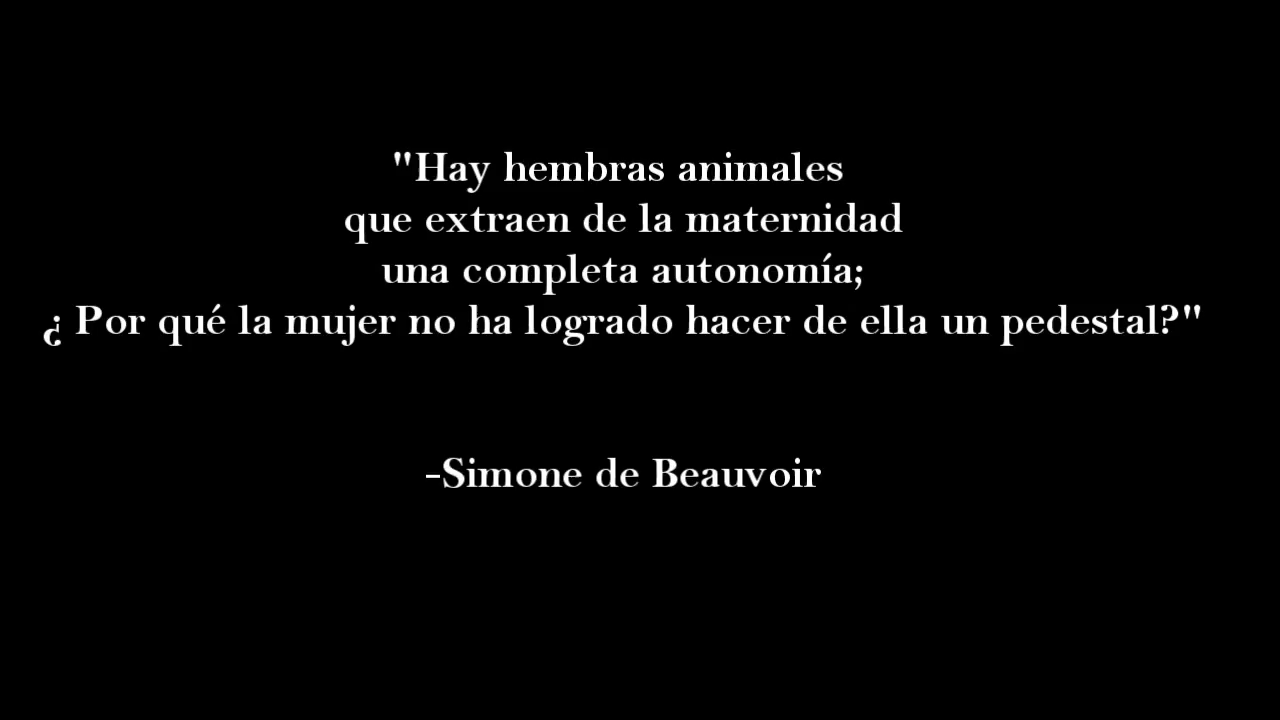 "Hay hembras animales
que extraen de la maternidad
una completa autonomía;
¿ Por qué la mujer no ha logrado hacer de ella un pedestal?"
-Simone de Beauvoir